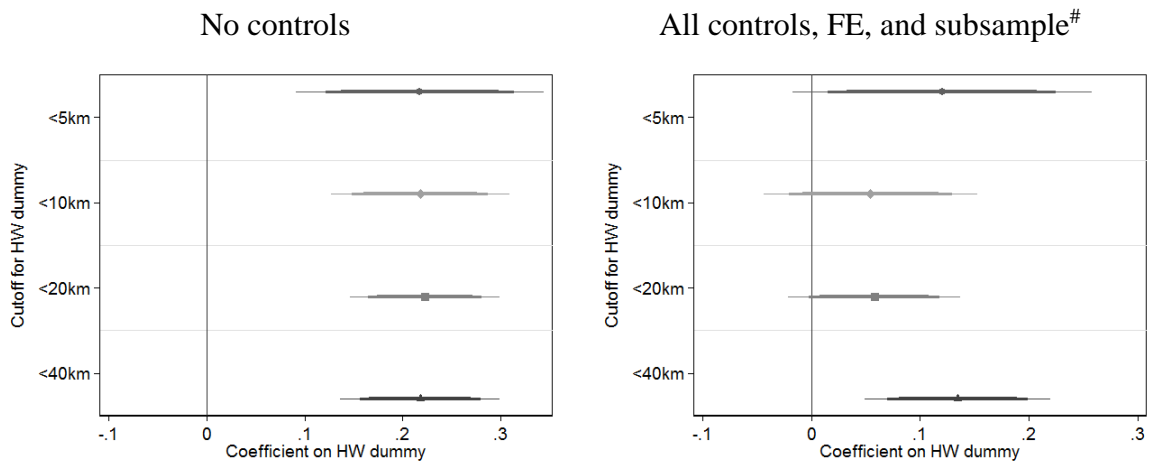 No controls
All controls, FE, and subsample#
Cutoff for HW dummy
<5km
<10km
<20km
<40km
-.1 0 .1 .2 .3
Coefficient on HW dummy
Cutoff for HW dummy
<5km
<10km
<20km
<40km
-.1 0 .1 .2 .3
Coefficient on HW dummy